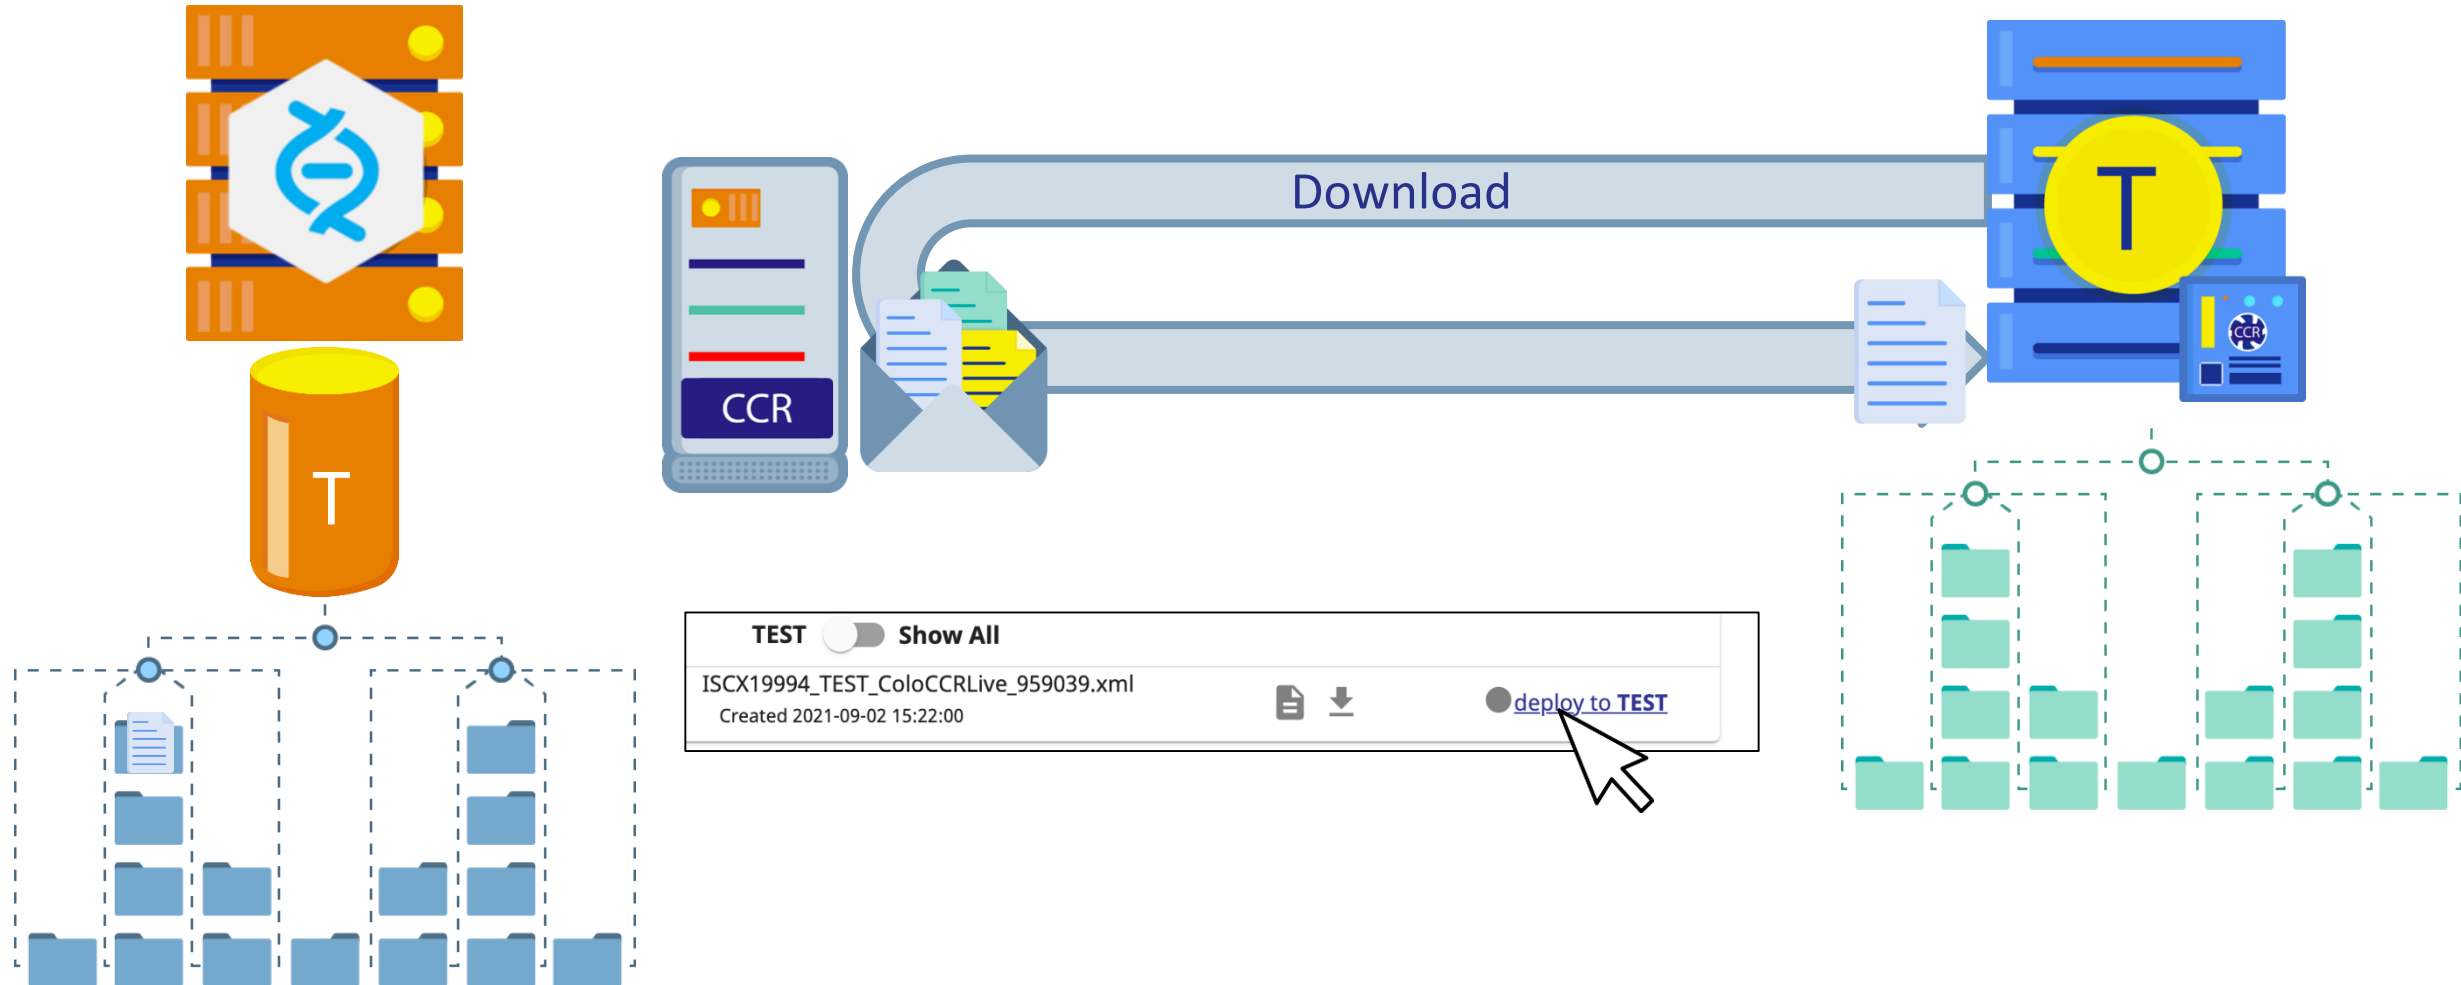 Download
T
CCR
CCR
T
TEST Show All
ISCX19994_TEST_ColoCCRLive_959039.xml
Created 2021-09-02 15:22:00
deploy to TEST